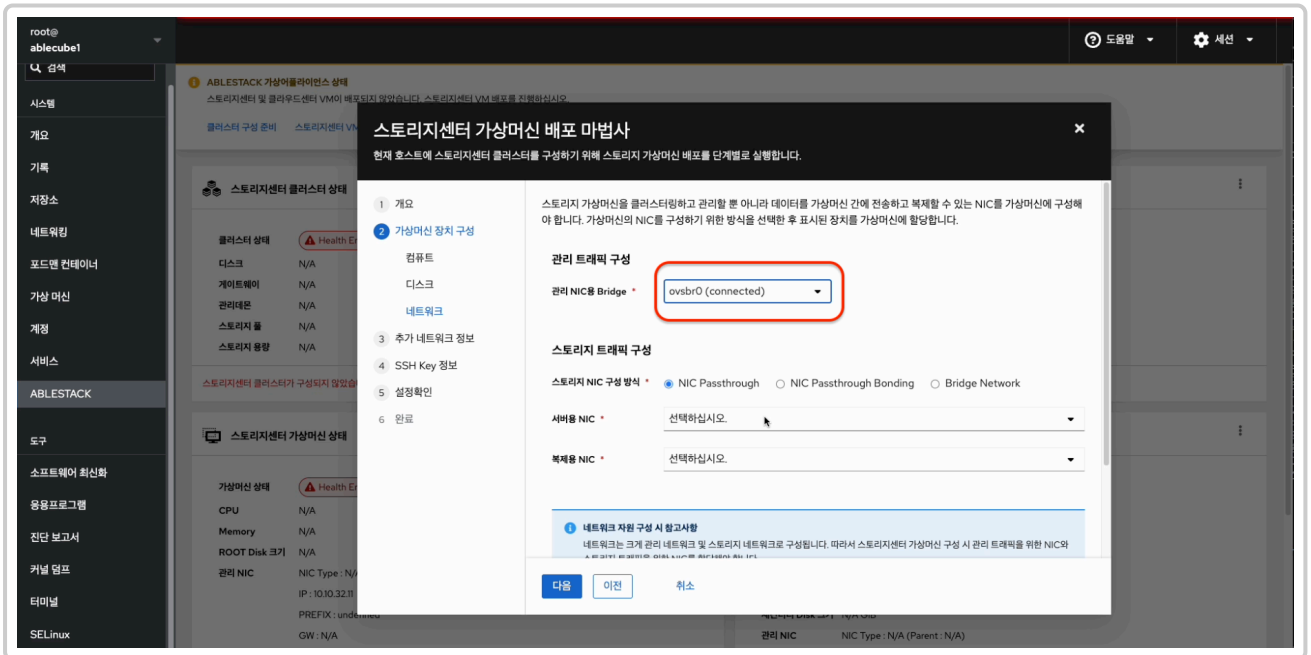 root@
ablecube1
도움말
세션
검색
시스템
개요
기록
저장소
네트워킹
포드맨 컨테이너
가상 머신
계정
서비스
ABLESTACK
도구
소프트웨어 최신화
응용프로그램
진단 보고서
커널 덤프
터미널
SELinux
ABLESTACK 가상어플라이언스 상태
스토리지센터 및 클라우드센터 VM이 배포되지 않았습니다. 스토리지센터 VM 배포를 진행하십시오.
클러스터 구성 준비 스토리지센터 VM
스토리지센터 클러스터 상태
클러스터 상태 Health Er
디스크 N/A
게이트웨이 N/A
관리데몬 N/A
스토리지 풀 N/A
스토리지 용량 N/A
스토리지센터 클러스터가 구성되지 않았습
스토리지센터 가상머신 상태
가상머신 상태 Health Er
CPU N/A
Memory N/A
ROOT Disk 크기 N/A
관리 NIC NIC Type : N/A
IP : 10.10.32.11
PREFIX : undefined
GW : N/A
관리 NIC NIC Type : N/A (Parent : N/A)
스토리지센터 가상머신 배포 마법사
현재 호스트에 스토리지센터 클러스터를 구성하기 위해 스토리지 가상머신 배포를 단계별로 실행합니다.
1 개요
2 가상머신 장치 구성
컴퓨트
디스크
네트워크
3 추가 네트워크 정보
4 SSH Key 정보
5 설정확인
6 완료
스토리지 가상머신을 클러스터링하고 관리할 뿐 아니라 데이터를 가상머신 간에 전송하고 복제할 수 있는 NIC를 가상머신에 구성해
야 합니다. 가상머신의 NIC를 구성하기 위한 방식을 선택한 후 표시된 장치를 가상머신에 할당합니다.
관리 트래픽 구성
관리 NIC용 Bridge * ovsbr0 (connected)
스토리지 트래픽 구성
스토리지 NIC 구성 방식 * NIC Passthrough NIC Passthrough Bonding Bridge Network
서버용 NIC * 선택하십시오.
복제용 NIC * 선택하십시오.
네트워크 자원 구성 시 참고사항
네트워크는 크게 관리 네트워크 및 스토리지 네트워크로 구성됩니다. 따라서 스토리지센터 가상머신 구성 시 관리 트래픽을 위한 NIC와
다음 이전 취소